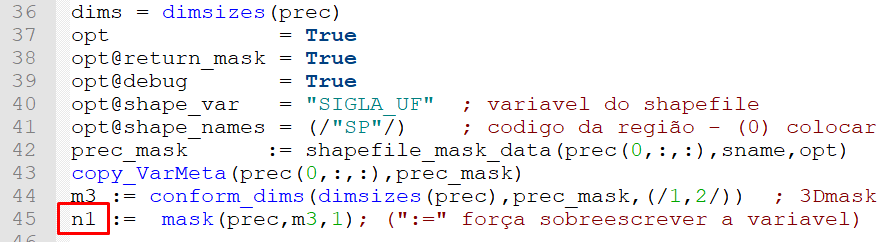 36 dims = dimsizes(prec)
37 opt = True
38 opt@return_mask = True
39 opt@debug = True
40 opt@shape_var = "SIGLA_UF" ; variavel do shapefile
41 opt@shape_names = (/"SP"/) ; codigo da região - (0) colocar
42 prec_mask := shapefile_mask_data(prec(0,:,:),sname,opt)
43 copy_VarMeta(prec(0,:,:),prec_mask)
44 m3 := conform_dims(dimsizes(prec),prec_mask,(/1,2/)) ; 3Dmask
45 n1 := mask(prec,m3,1); (":=" força sobreescrever a variavel)